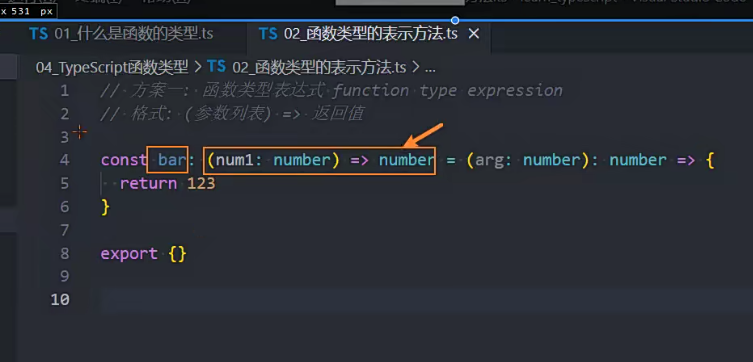 x 531 px
TS 01_什么是函数的类型.ts TS 02_函数类型的表示方法.ts ×
04_TypeScript函数类型 > TS 02_函数类型的表示方法.ts > ...
1 // 方案一: 函数类型表达式 function type expression
2 // 格式: (参数列表) => 返回值
3
4 const bar: (num1: number) => number = (arg: number): number => {
5 return 123
6 }
7
8 export {}
9
10